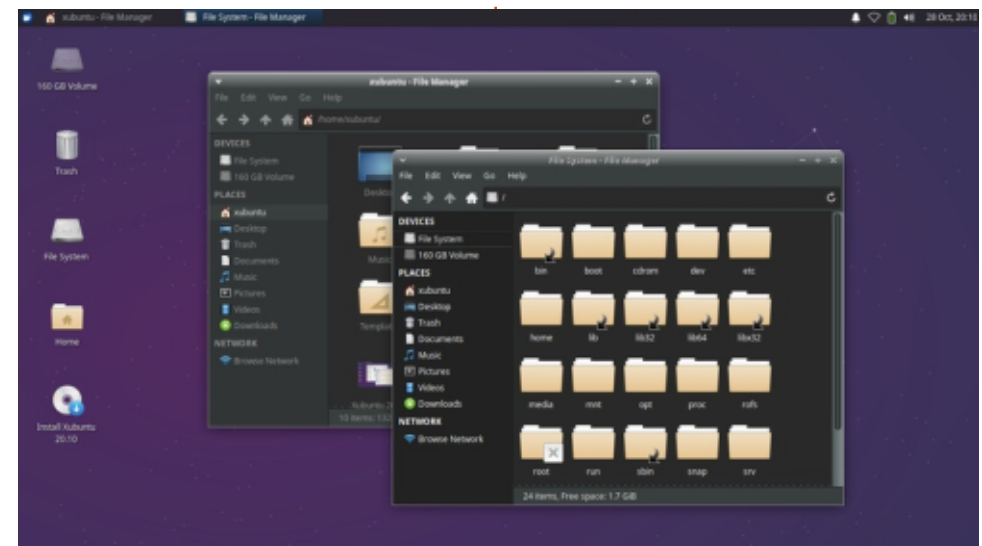 xubuntu - File Manager
File System - File Manager
28 Oct, 20:18
160 GB Volume
Trash
File System
Home
Install Xubuntu
20.10
xubuntu - File Manager
File Edit View Go Help
/home/xubuntu/
DEVICES
File System
160 GB Volume
PLACES
xubuntu
Desktop
Trash
Documents
Music
Pictures
Videos
Downloads
NETWORK
Browse Network
Music
10 items:
File System - File Manager
File Edit View Go Help
/
DEVICES
File System
160 GB Volume
PLACES
xubuntu
Desktop
Trash
Documents
Music
Pictures
Videos
Downloads
NETWORK
Browse Network
bin boot cdrom dev etc
home lib lib32 lib64 libx32
media mnt opt proc rofs
root run sbin snap srv
24 items, Free space: 1.7 GiB